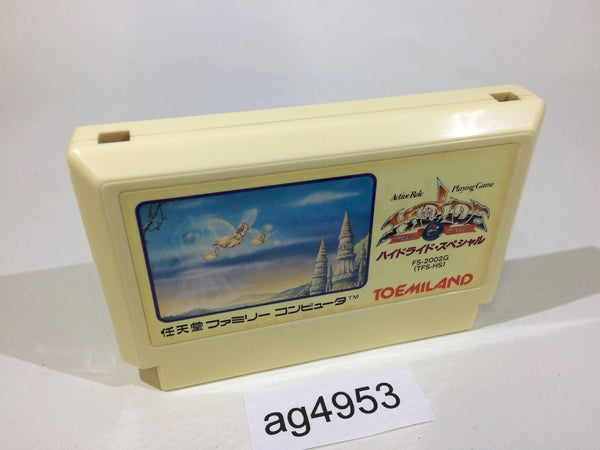 Active Role Playing Game
HYDLIDE
ハイドライド・スペシャル
FS-2002G
(TFS-HS)
TOEMILAND
任天堂 ファミリー コンピュータ™
ag4953